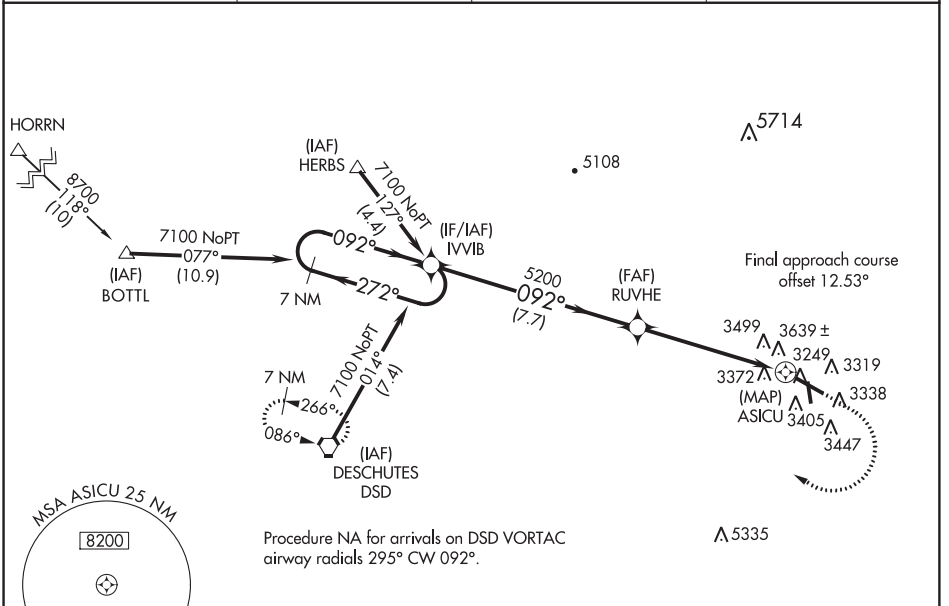 HORRN
8700
118°
(10)
(IAF)
BOTTL
7100 NoPT
077°
(10.9)
(IAF)
HERBS
7100 NoPT
127°
(4.4)
092°
272°
7 NM
(IF/IAF)
IVVIB
5200
092°
(7.7)
(FAF)
RUVHE
5108
5714
Final approach course
offset 12.53°
3499
3639 ±
3249
3319
3372
3338
(MAP)
ASICU
3405
3447
7100 NoPT
014°
(7.4)
7 NM
266°
086°
(IAF)
DESCHUTES
DSD
MSA ASICU 25 NM
8200
Procedure NA for arrivals on DSD VORTAC
airway radials 295° CW 092°.
5335